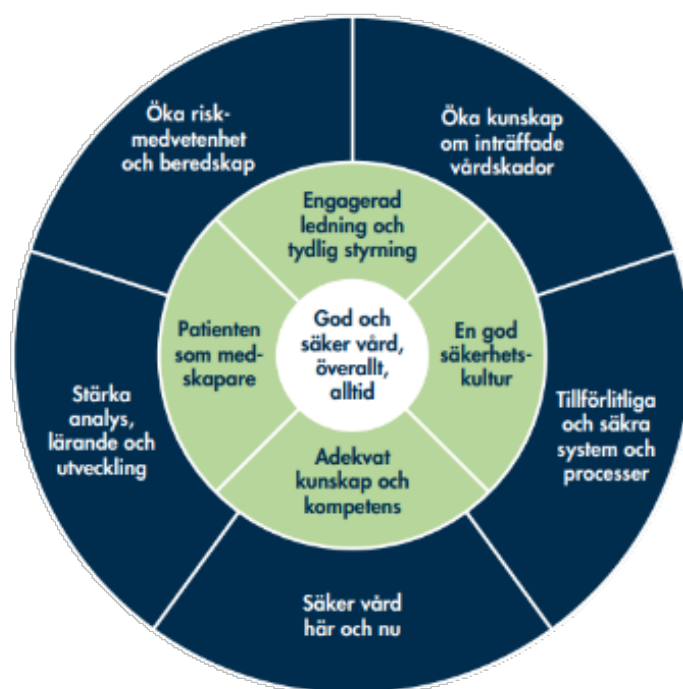 Öka risk-
medvetenhet
och beredskap
Öka kunskap
om inträffade
vårdskador
Engagerad
ledning och
tydlig styrning
Patienten
som med-
skapare
God och
säker vård,
överallt,
alltid
En god
säkerhets-
kultur
Stärka
analys,
lärande och
utveckling
Tillförlitliga
och säkra
system och
processer
Adekvat
kunskap och
kompetens
Säker vård
här och nu